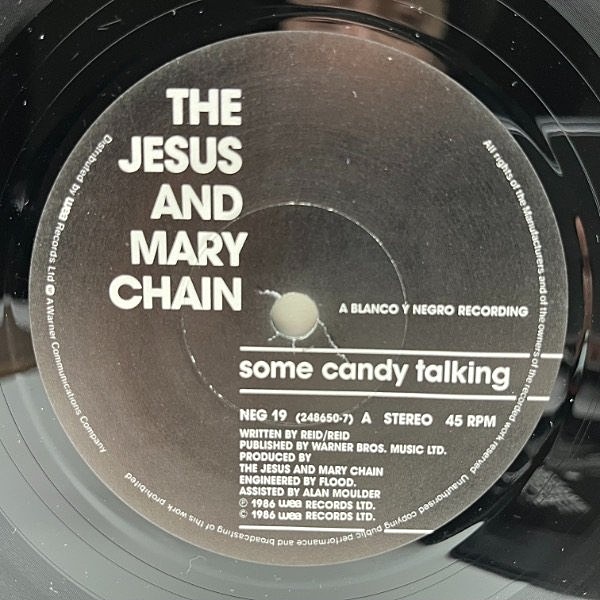 THE
JESUS
AND
MARY
CHAIN
A BLANCO Y NEGRO RECORDING
some candy talking
NEG 19 (248650-7) A STEREO 45 RPM
WRITTEN BY REID/REID
PUBLISHED BY WARNER BROS. MUSIC LTD.
PRODUCED BY
THE JESUS AND MARY CHAIN
ENGINEERED BY FLOOD.
ASSISTED BY ALAN MOULDER
℗ 1986 wea RECORDS LTD.
© 1986 wea RECORDS LTD.
Distributed by wea Records Ltd. A Warner Communications Company
All rights of the Manufacturers and of the owners of the recorded work reserved Unauthorised copying public performance and broadcasting of this work prohibited